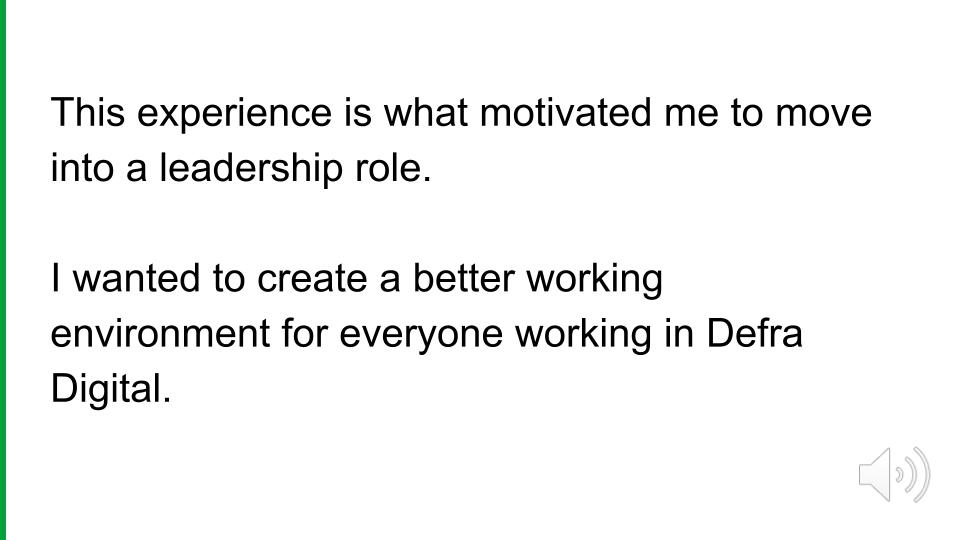 This experience is what motivated me to move
into a leadership role.
I wanted to create a better working
environment for everyone working in Defra
Digital.